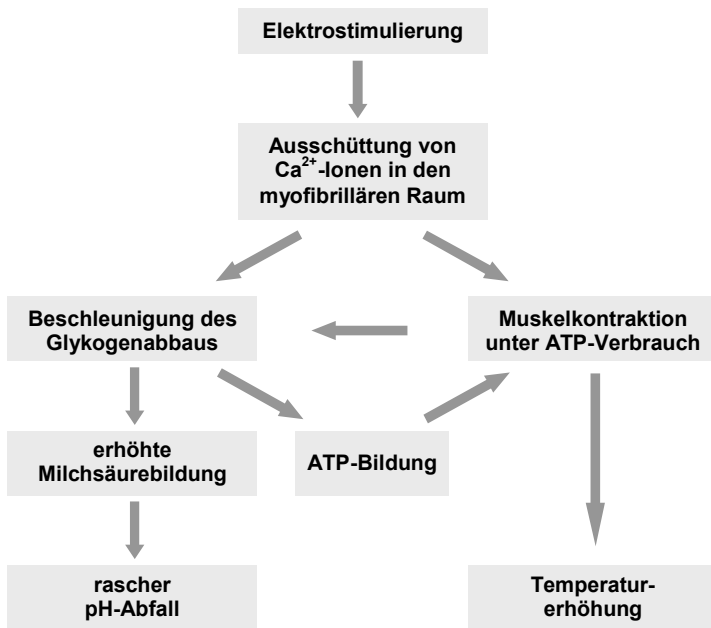 Elektrostimulierung
Ausschüttung von
Ca²⁺-Ionen in den
myofibrillären Raum
Beschleunigung des
Glykogenabbaus
Muskelkontraktion
unter ATP-Verbrauch
erhöhte
Milchsäurebildung
ATP-Bildung
rascher
pH-Abfall
Temperatur-
erhöhung